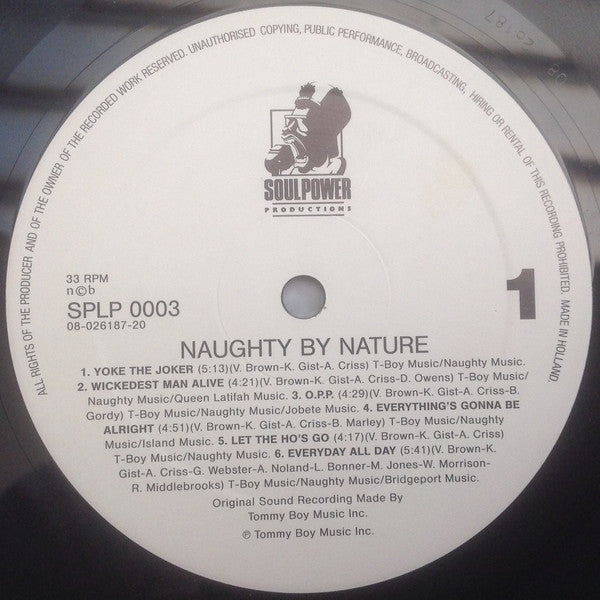 ALL RIGHTS OF THE PRODUCER AND OF THE OWNER OF THE RECORDED WORK RESERVED. UNAUTHORISED COPYING, PUBLIC PERFORMANCE, BROADCASTING, HIRING OR RENTAL OF THIS RECORDING PROHIBITED. MADE IN HOLLAND
SOULPOWER
PRODUCTIONS
33 RPM
n©b
SPLP 0003
08-026187-20
1
NAUGHTY BY NATURE
1. YOKE THE JOKER (5:13)(V. Brown-K. Gist-A. Criss) T-Boy Music/Naughty Music.
2. WICKEDEST MAN ALIVE (4:21)(V. Brown-K. Gist-A. Criss-D. Owens) T-Boy Music/
Naughty Music/Queen Latifah Music. 3. O.P.P. (4:29)(V. Brown-K. Gist-A. Criss-B.
Gordy) T-Boy Music/Naughty Music/Jobete Music. 4. EVERYTHING'S GONNA BE
ALRIGHT (4:51)(V. Brown-K. Gist-A. Criss-B. Marley) T-Boy Music/Naughty
Music/Island Music. 5. LET THE HO'S GO (4:17)(V. Brown-K. Gist-A. Criss)
T-Boy Music/Naughty Music. 6. EVERYDAY ALL DAY (5:41)(V. Brown-K.
Gist-A. Criss-G. Webster-A. Noland-L. Bonner-M. Jones-W. Morrison-
R. Middlebrooks) T-Boy Music/Naughty Music/Bridgeport Music.
Original Sound Recording Made By
Tommy Boy Music Inc.
℗ Tommy Boy Music Inc.